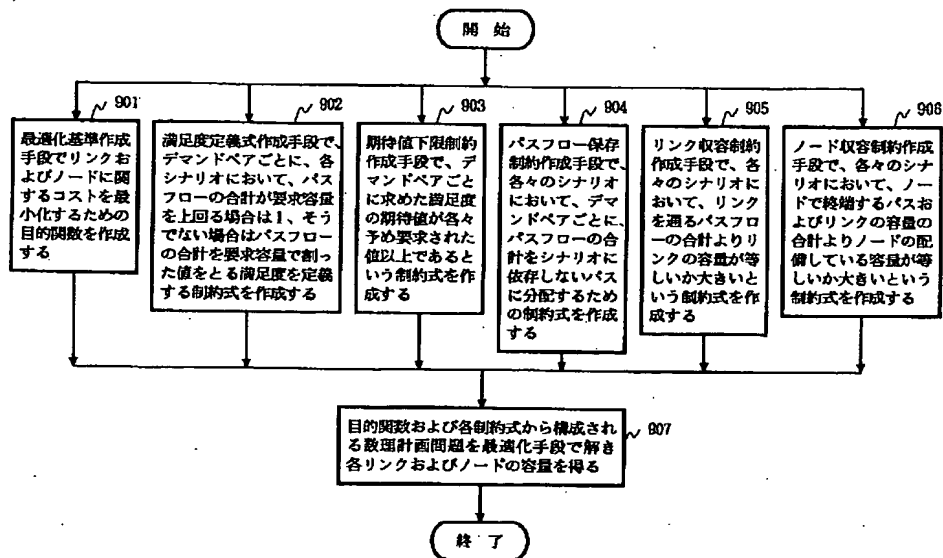 開始
901
最適化基準作成
手段でリンクお
よびノードに関
するコストを最
小化するための
目的関数を作成
する
902
満足度定義式作成手段で、
デマンドペアごとに、各
シナリオにおいて、パス
フローの合計が要求容量
を上回る場合は1、そう
でない場合はパスフロー
の合計を要求容量で割っ
た値をとる満足度を定義
する制約式を作成する
903
期待値下限制約
作成手段で、デ
マンドペアごと
に求めた満足度
の期待値が各々
予め要求された
値以上であると
いう制約式を作
成する
904
パスフロー保存
制約作成手段で、
各々のシナリオ
において、デマ
ンドペアごとに、
パスフローの合
計をシナリオに
依存しないパス
に分配するため
の制約式を作成
する
905
リンク収容制約
作成手段で、各
々のシナリオに
おいて、リンク
を通るパスフロ
ーの合計よりリ
ンクの容量が等
しいか大きいと
いう制約式を作
成する
906
ノード収容制約作成
手段で、各々のシナ
リオにおいて、ノー
ドで終端するパスお
よびリンクの容量の
合計よりノードの配
備している容量が等
しいか大きいという
制約式を作成する
目的関数および各制約式から構成され
る数理計画問題を最適化手段で解き
各リンクおよびノードの容量を得る
907
終了